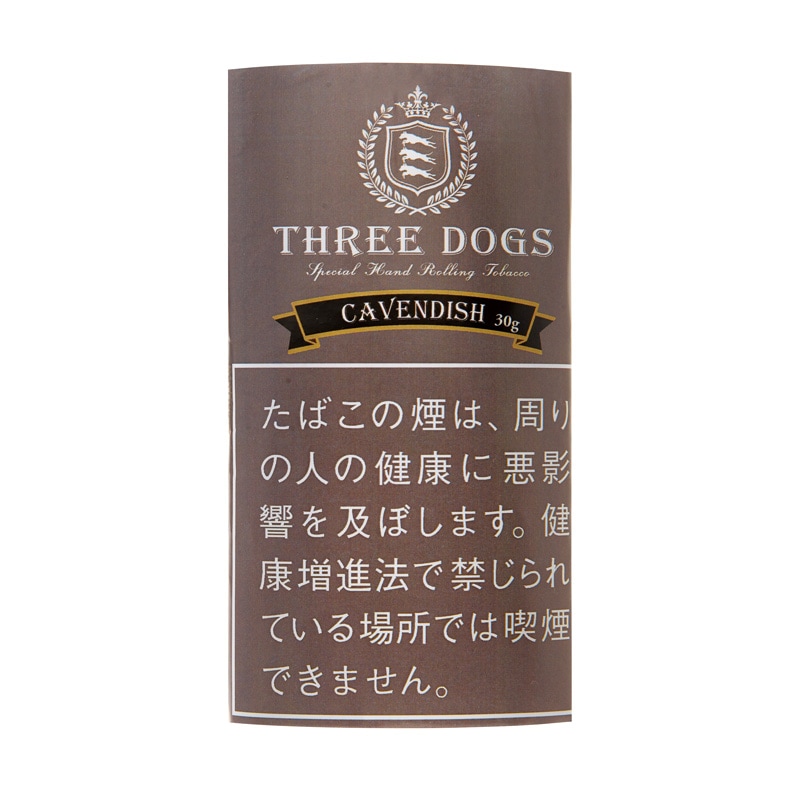 THREE DOGS
Special Hand Rolling Tobacco
CAVENDISH 30g
たばこの煙は、周り
の人の健康に悪影
響を及ぼします。健
康増進法で禁じられ
ている場所では喫煙
できません。